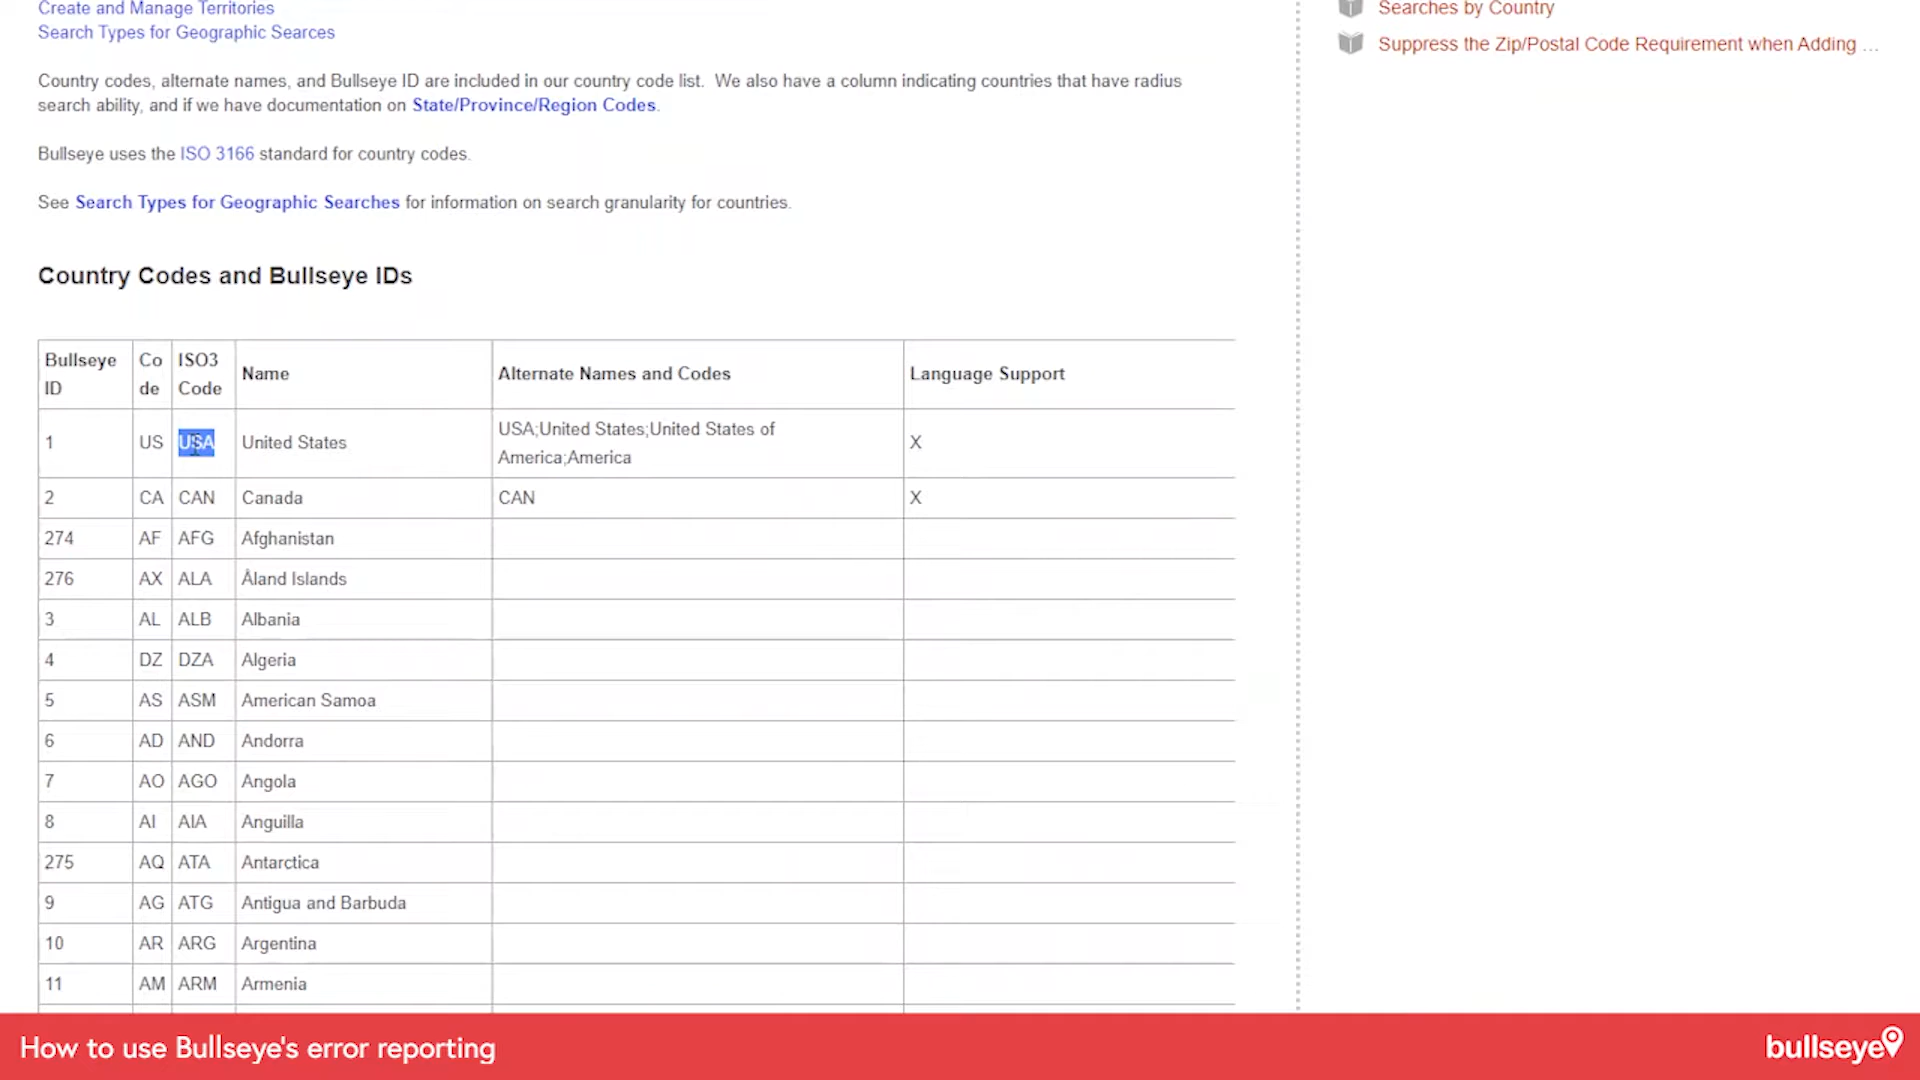 Create and Manage Territories
Search Types for Geographic Searces
Country codes, alternate names, and Bullseye ID are included in our country code list. We also have a column indicating countries that have radius
search ability, and if we have documentation on State/Province/Region Codes.
Bullseye uses the ISO 3166 standard for country codes.
See Search Types for Geographic Searches for information on search granularity for countries.
Country Codes and Bullseye IDs
Bullseye ID Co de ISO3 Code Name Alternate Names and Codes Language Support
1 US USA United States USA;United States;United States of America;America X
2 CA CAN Canada CAN X
274 AF AFG Afghanistan
276 AX ALA Åland Islands
3 AL ALB Albania
4 DZ DZA Algeria
5 AS ASM American Samoa
6 AD AND Andorra
7 AO AGO Angola
8 AI AIA Anguilla
275 AQ ATA Antarctica
9 AG ATG Antigua and Barbuda
10 AR ARG Argentina
11 AM ARM Armenia
Searches by Country
Suppress the Zip/Postal Code Requirement when Adding ...
How to use Bullseye's error reporting
bullseye